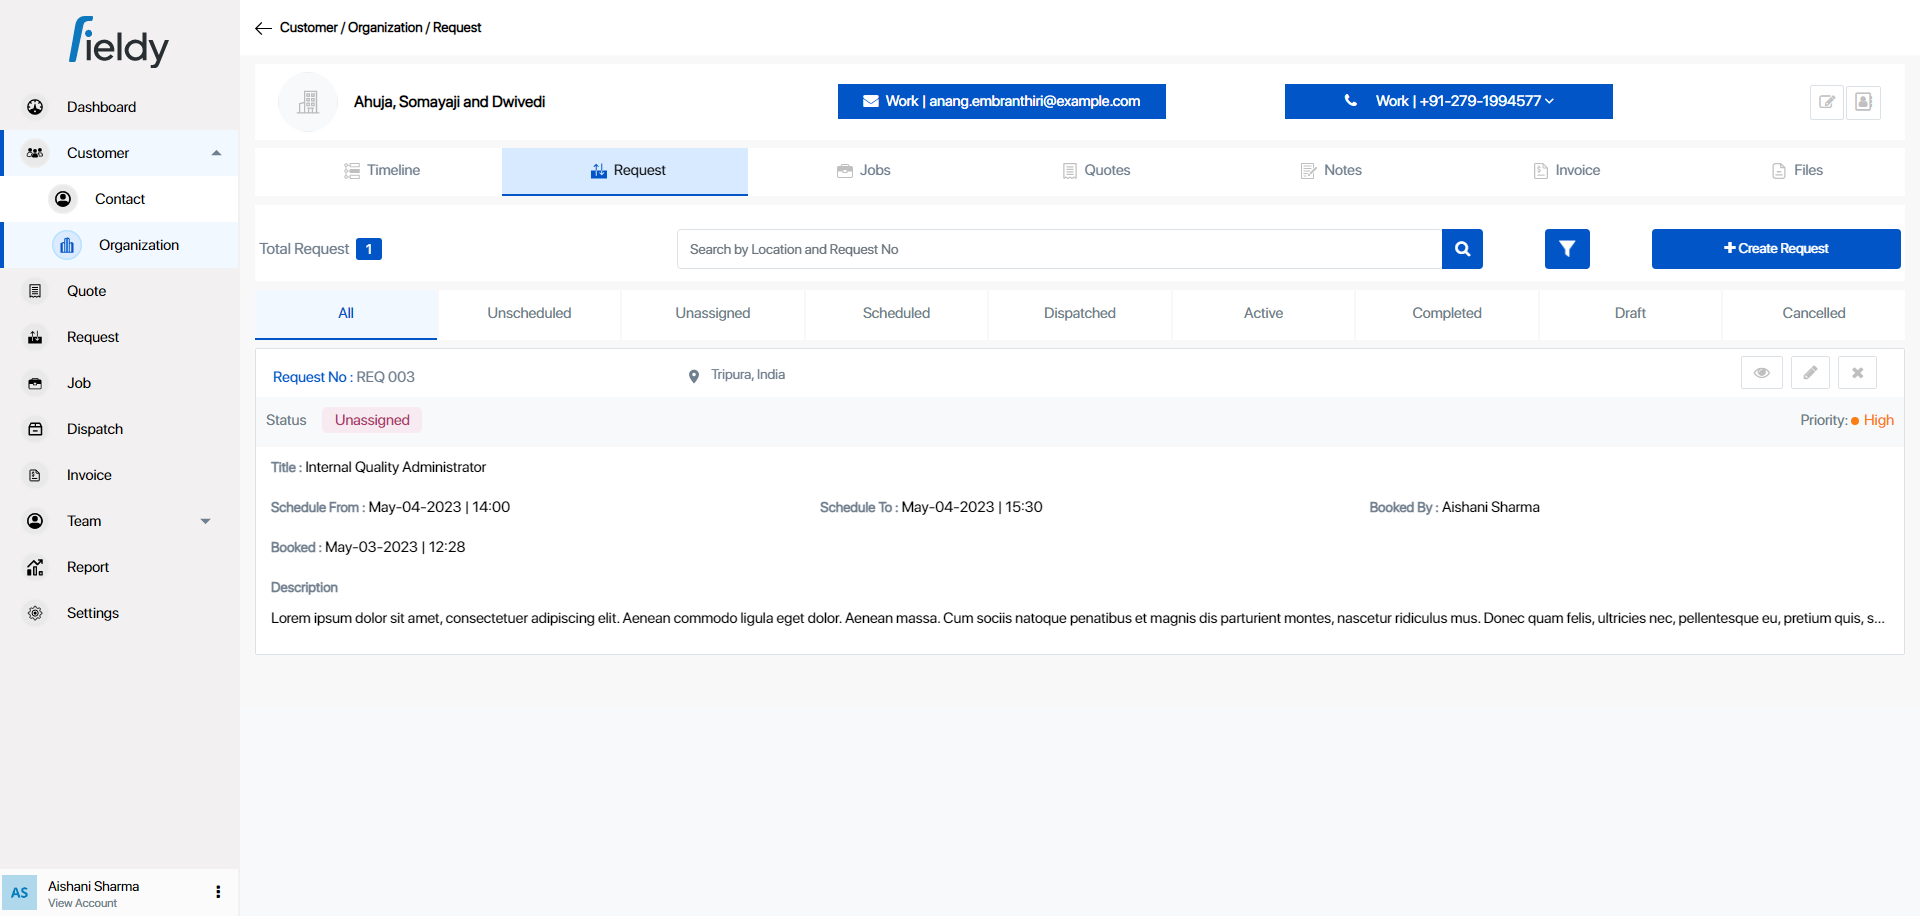 fieldy
Dashboard
Customer
Contact
Organization
Quote
Request
Job
Dispatch
Invoice
Team
Report
Settings
AS
Aishani Sharma
View Account
Customer / Organization / Request
Ahuja, Somayaji and Dwivedi
Work | anang.embranthiri@example.com
Work | +91-279-1994577
Timeline
Request
Jobs
Quotes
Notes
Invoice
Files
Total Request 1
Search by Location and Request No
Create Request
All
Unscheduled
Unassigned
Scheduled
Dispatched
Active
Completed
Draft
Cancelled
Request No : REQ 003
Tripura, India
Status Unassigned
Priority: High
Title : Internal Quality Administrator
Schedule From : May-04-2023 | 14:00
Schedule To : May-04-2023 | 15:30
Booked By : Aishani Sharma
Booked : May-03-2023 | 12:28
Description
Lorem ipsum dolor sit amet, consectetuer adipiscing elit. Aenean commodo ligula eget dolor. Aenean massa. Cum sociis natoque penatibus et magnis dis parturient montes, nascetur ridiculus mus. Donec quam felis, ultricies nec, pellentesque eu, pretium quis, s...